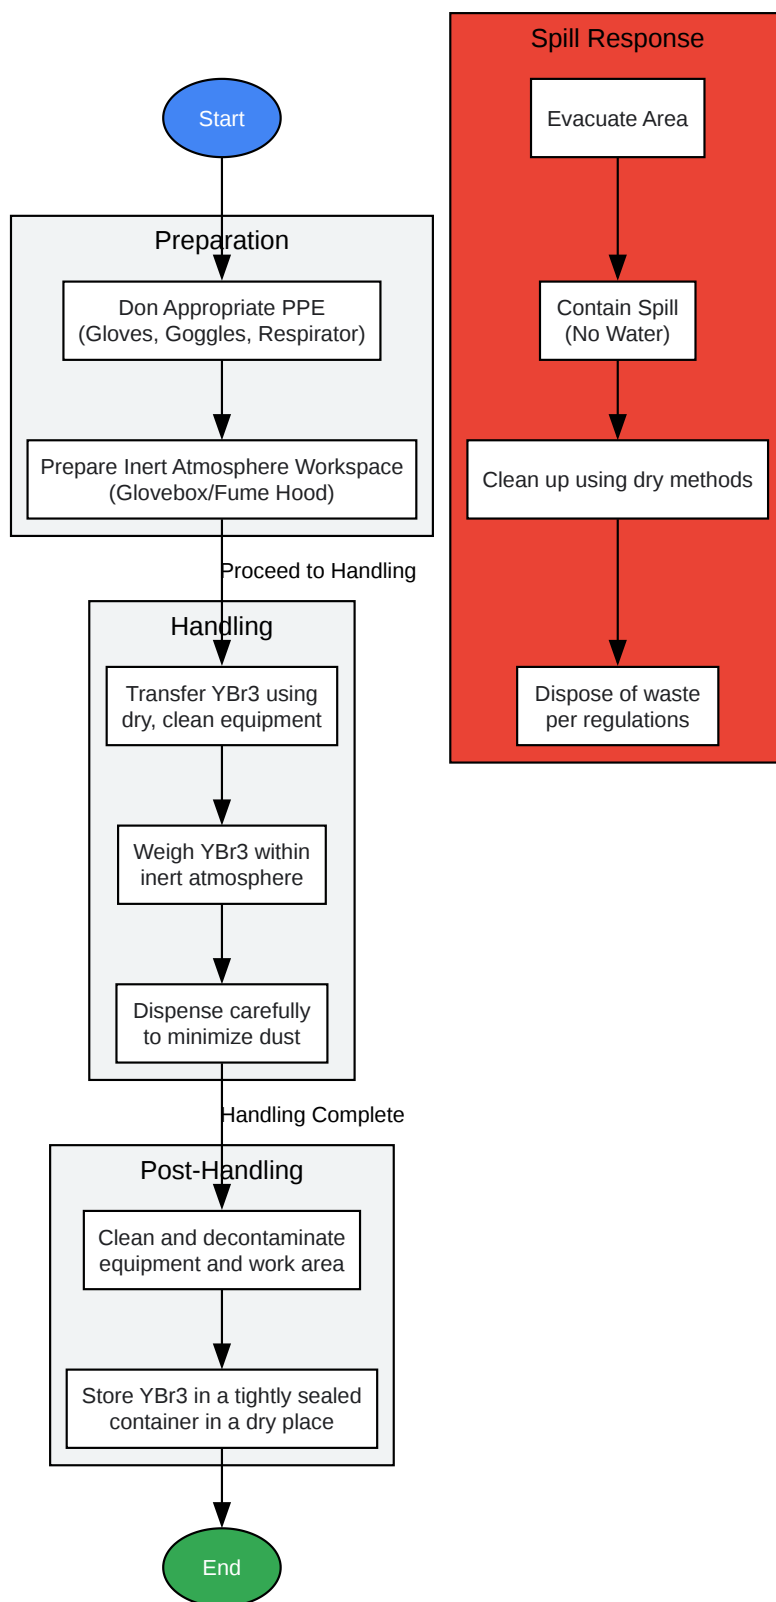 Start
Preparation
Don Appropriate PPE
(Gloves, Goggles, Respirator)
Prepare Inert Atmosphere Workspace
(Glovebox/Fume Hood)
Proceed to Handling
Handling
Transfer YBr3 using
dry, clean equipment
Weigh YBr3 within
inert atmosphere
Dispense carefully
to minimize dust
Handling Complete
Post-Handling
Clean and decontaminate
equipment and work area
Store YBr3 in a tightly sealed
container in a dry place
End
Spill Response
Evacuate Area
Contain Spill
(No Water)
Clean up using dry methods
Dispose of waste
per regulations